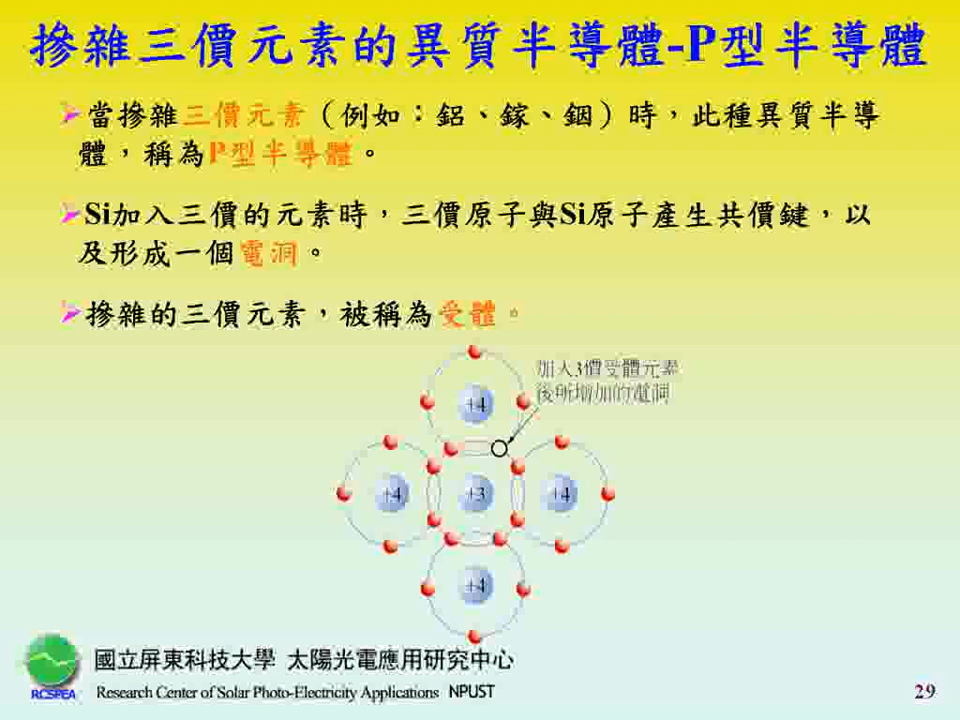 摻雜三價元素的異質半導體-P型半導體
當摻雜三價元素（例如：鋁、鎵、銦）時，此種異質半導
體，稱為P型半導體。
Si加入三價的元素時，三價原子與Si原子產生共價鍵，以
及形成一個電洞。
摻雜的三價元素，被稱為受體。
加入3價受體元素
後所增加的電洞
+4
+4
+3
+4
+4
國立屏東科技大學 太陽光電應用研究中心
RCSPEA
Research Center of Solar Photo-Electricity Applications NPUST
29